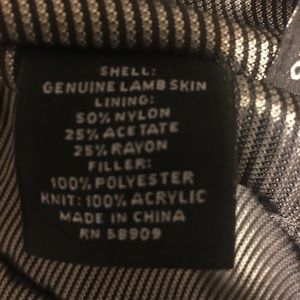 SHELL:
GENUINE LAMB SKIN
LINING:
50% NYLON
25% ACETATE
25% RAYON
FILLER:
100% POLYESTER
KNIT: 100% ACRYLIC
MADE IN CHINA
RN 58909